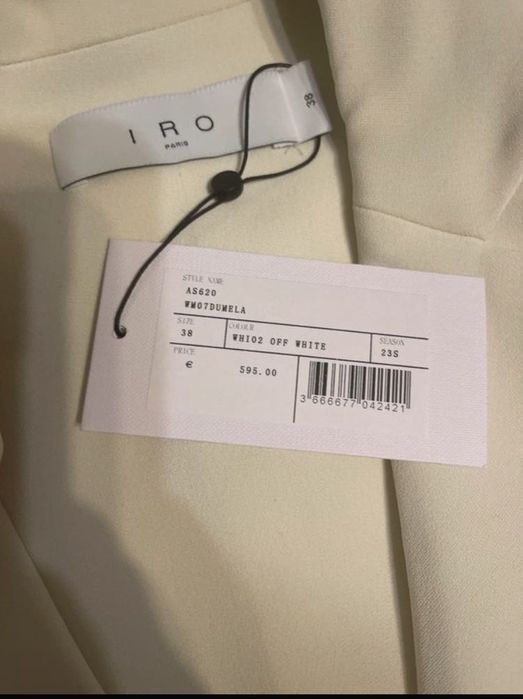 IRO
PARIS
38
STYLE NAME
AS620
WM07DUMELA
SIZE
38
COLOUR
WHI02 OFF WHITE
SEASON
23S
PRICE
€ 595.00
3 666677 042421